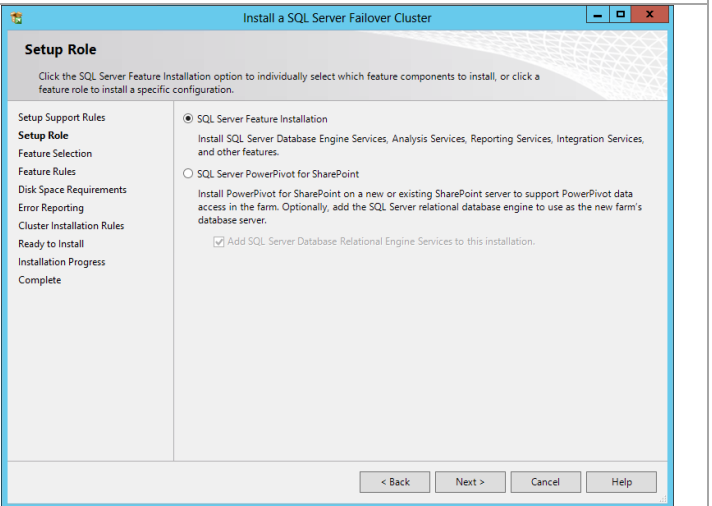 Install a SQL Server Failover Cluster
Setup Role
Click the SQL Server Feature Installation option to individually select which feature components to install, or click a
feature role to install a specific configuration.
Setup Support Rules
Setup Role
Feature Selection
Feature Rules
Disk Space Requirements
Error Reporting
Cluster Installation Rules
Ready to Install
Installation Progress
Complete
SQL Server Feature Installation
Install SQL Server Database Engine Services, Analysis Services, Reporting Services, Integration Services,
and other features.
SQL Server PowerPivot for SharePoint
Install PowerPivot for SharePoint on a new or existing SharePoint server to support PowerPivot data
access in the farm. Optionally, add the SQL Server relational database engine to use as the new farm's
database server.
Add SQL Server Database Relational Engine Services to this installation.
< Back
Next >
Cancel
Help